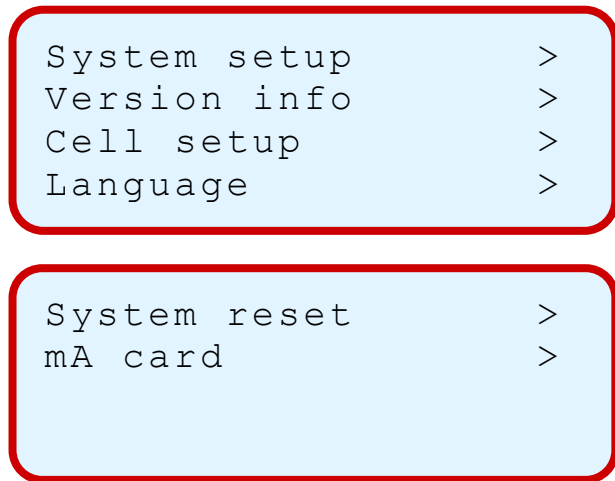 System setup >
Version info >
Cell setup >
Language >
System reset >
mA card >